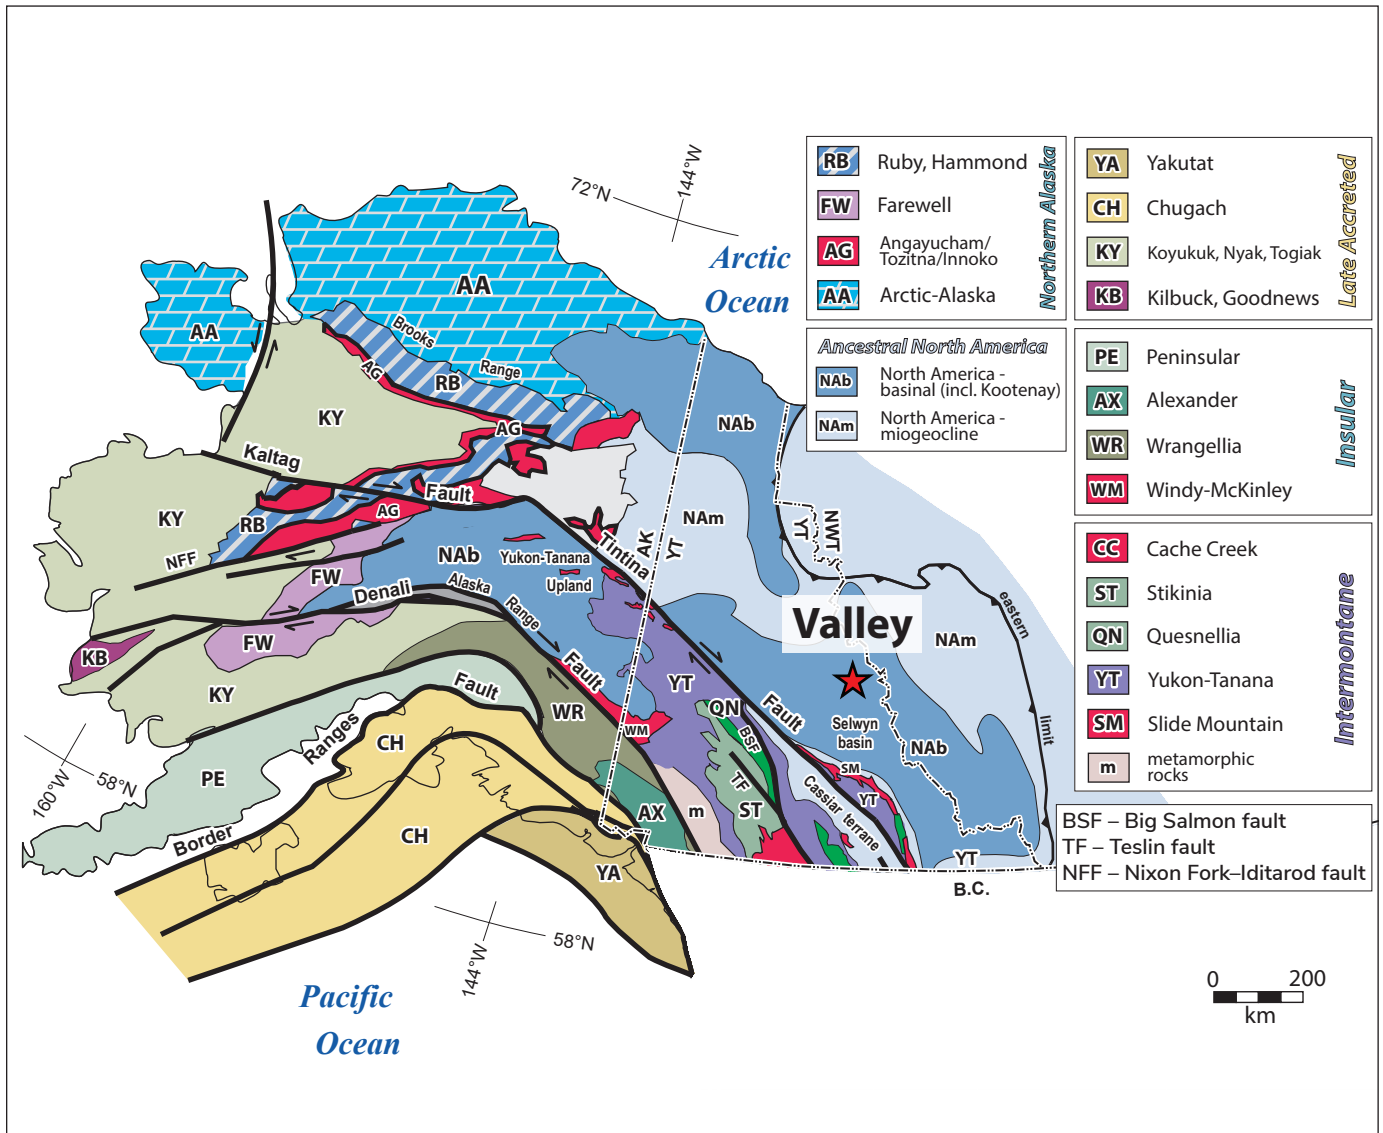 72°N
144°W
Arctic
Ocean
RB
Ruby, Hammond
FW
Farewell
AG
Angayucham/
Tozitna/Innoko
AA
Arctic-Alaska
Northern Alaska
YA
Yakutat
CH
Chugach
KY
Koyukuk, Nyak, Togiak
KB
Kilbuck, Goodnews
Late Accreted
Ancestral North America
NAb
North America -
basinal (incl. Kootenay)
NAm
North America -
miogeocline
PE
Peninsular
AX
Alexander
WR
Wrangellia
WM
Windy-McKinley
Insular
CC
Cache Creek
ST
Stikinia
QN
Quesnellia
YT
Yukon-Tanana
SM
Slide Mountain
m
metamorphic
rocks
Intermontane
BSF – Big Salmon fault
TF – Teslin fault
NFF – Nixon Fork–Iditarod fault
AA
AA
Brooks
Range
AG
RB
KY
AG
NAb
Kaltag
Fault
KY
RB
AG
NFF
FW
NAb
Yukon-Tanana
Upland
Tintina
AK
YT
NAm
YT
NWT
Denali
Alaska
Range
Fault
FW
KB
KY
Fault
WR
WM
YT
QN
BSF
Fault
Valley
NAm
eastern
limit
Selwyn
basin
NAb
SM
YT
Cassiar terrane
TF
ST
m
AX
PE
Ranges
CH
Border
CH
YA
YT
B.C.
160°W
58°N
144°W
58°N
Pacific
Ocean
0
200
km